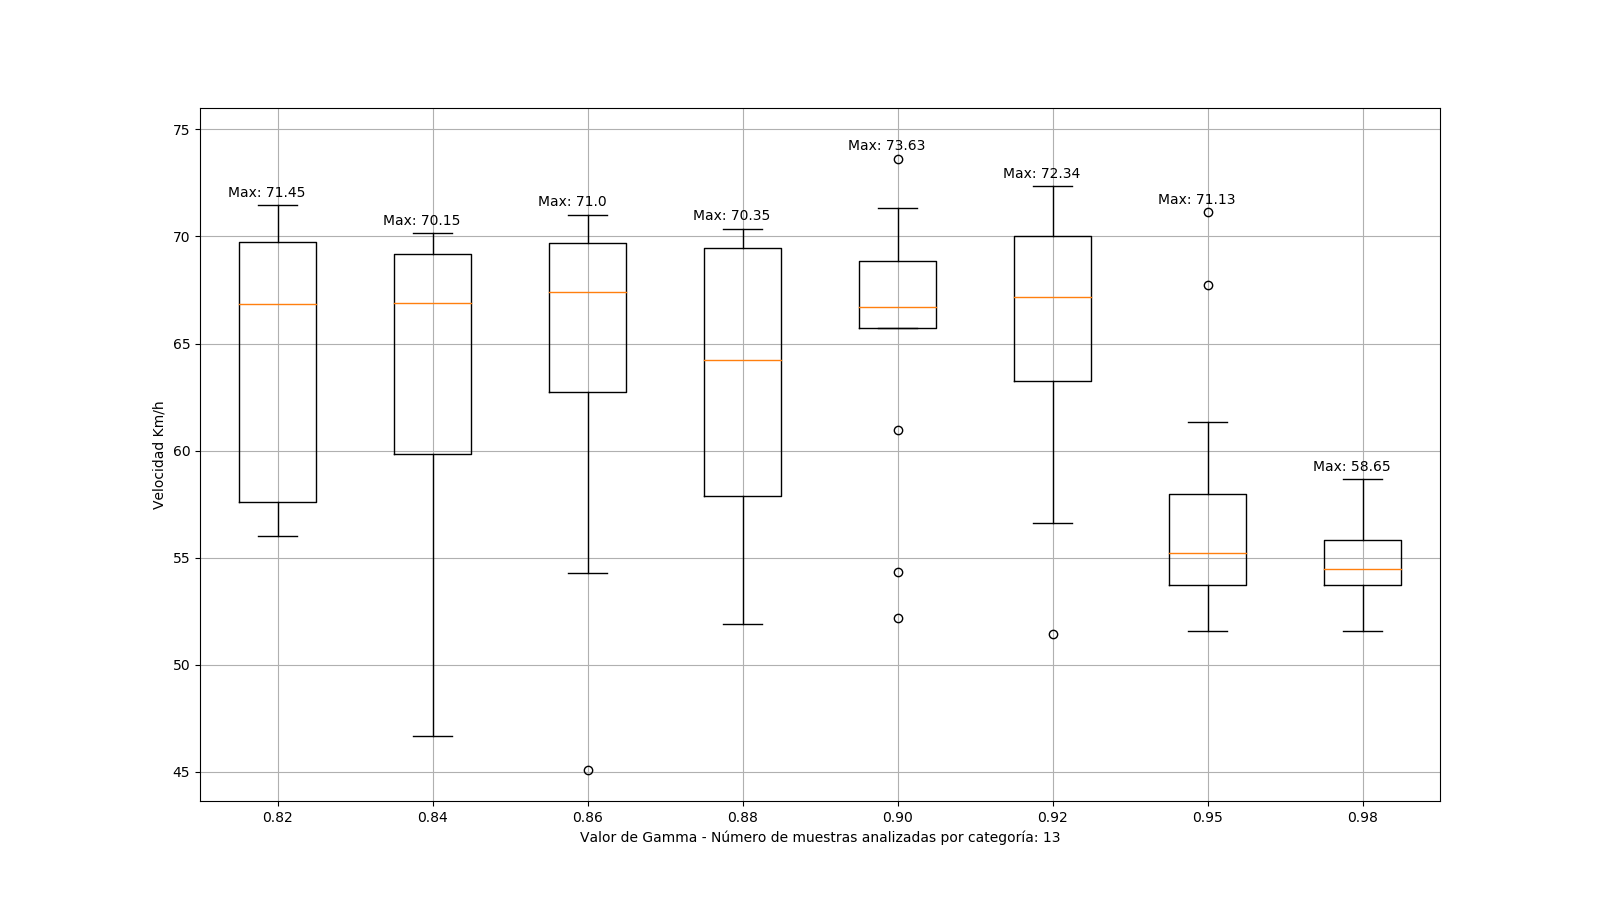 Max: 73.63
Max: 72.34
Max: 71.45
Max: 71.13
Max: 71.0
Max: 70.35
Max: 70.15
Max: 58.65
75
70
65
60
55
50
45
Velocidad Km/h
0.82 0.84 0.86 0.88 0.90 0.92 0.95 0.98
Valor de Gamma - Número de muestras analizadas por categoría: 13